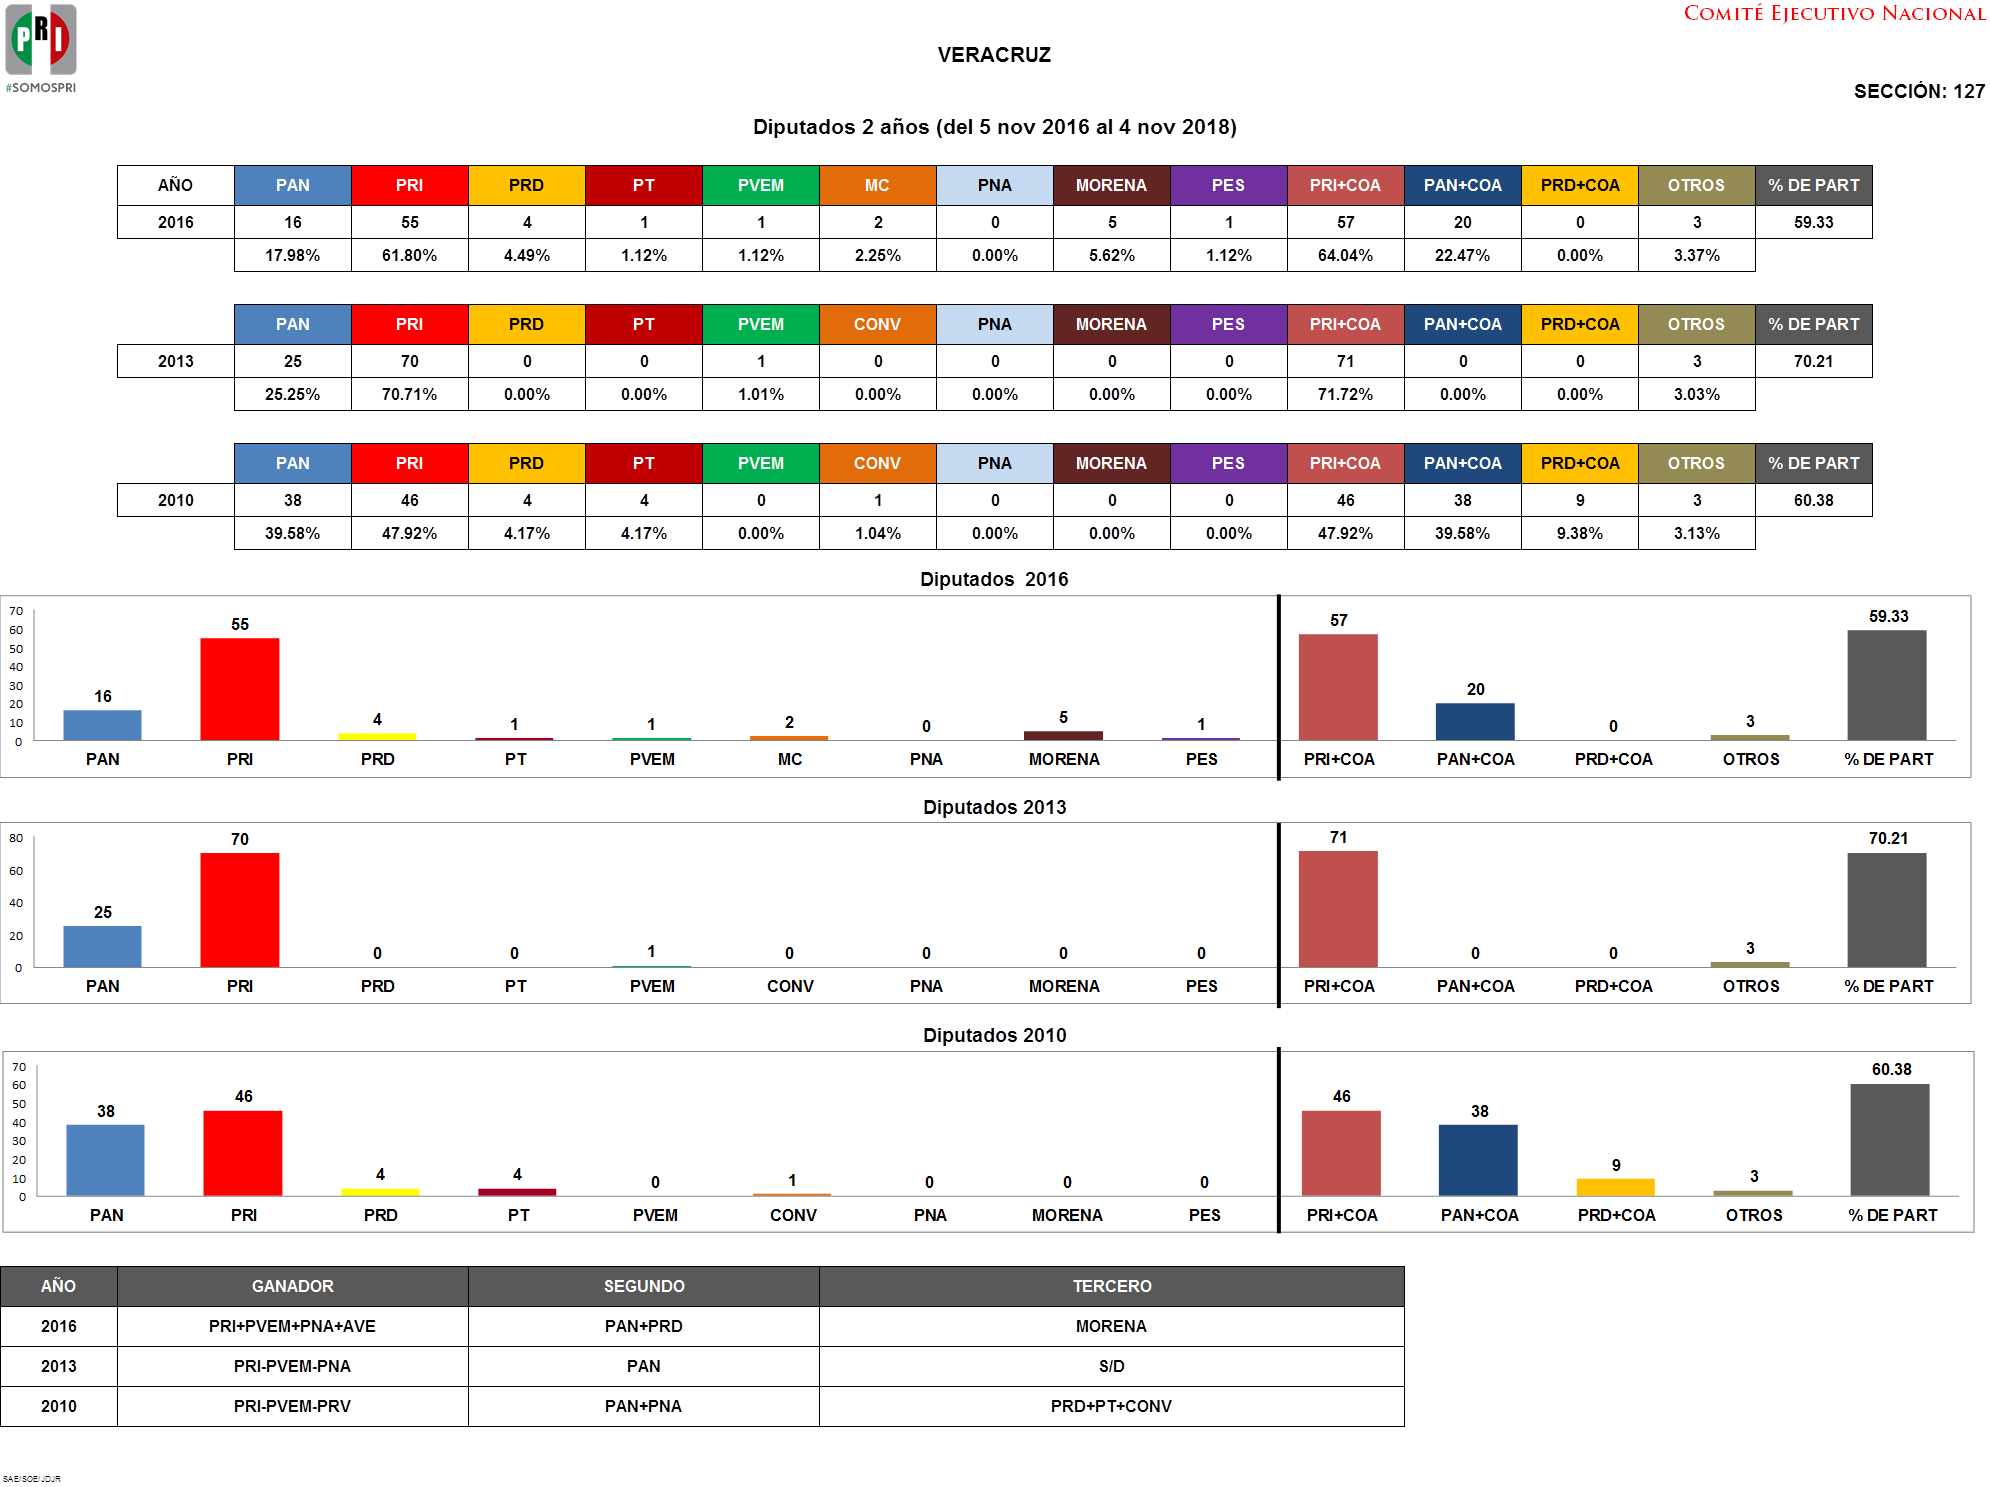 PRI
#SOMOSPRI
COMITÉ EJECUTIVO NACIONAL
VERACRUZ
SECCIÓN: 127
Diputados 2 años (del 5 nov 2016 al 4 nov 2018)
AÑO PAN PRI PRD PT PVEM MC PNA MORENA PES PRI+COA PAN+COA PRD+COA OTROS % DE PART
2016 16 55 4 1 1 2 0 5 1 57 20 0 3 59.33
17.98% 61.80% 4.49% 1.12% 1.12% 2.25% 0.00% 5.62% 1.12% 64.04% 22.47% 0.00% 3.37%
PAN PRI PRD PT PVEM CONV PNA MORENA PES PRI+COA PAN+COA PRD+COA OTROS % DE PART
2013 25 70 0 0 1 0 0 0 0 71 0 0 3 70.21
25.25% 70.71% 0.00% 0.00% 1.01% 0.00% 0.00% 0.00% 0.00% 71.72% 0.00% 0.00% 3.03%
PAN PRI PRD PT PVEM CONV PNA MORENA PES PRI+COA PAN+COA PRD+COA OTROS % DE PART
2010 38 46 4 4 0 1 0 0 0 46 38 9 3 60.38
39.58% 47.92% 4.17% 4.17% 0.00% 1.04% 0.00% 0.00% 0.00% 47.92% 39.58% 9.38% 3.13%
Diputados 2016
70
60
50
40
30
20
10
0
16 55 4 1 1 2 0 5 1 57 20 0 3 59.33
PAN PRI PRD PT PVEM MC PNA MORENA PES PRI+COA PAN+COA PRD+COA OTROS % DE PART
Diputados 2013
80
60
40
20
0
25 70 0 0 1 0 0 0 0 71 0 0 3 70.21
PAN PRI PRD PT PVEM CONV PNA MORENA PES PRI+COA PAN+COA PRD+COA OTROS % DE PART
Diputados 2010
70
60
50
40
30
20
10
0
38 46 4 4 0 1 0 0 0 46 38 9 3 60.38
PAN PRI PRD PT PVEM CONV PNA MORENA PES PRI+COA PAN+COA PRD+COA OTROS % DE PART
AÑO GANADOR SEGUNDO TERCERO
2016 PRI+PVEM+PNA+AVE PAN+PRD MORENA
2013 PRI-PVEM-PNA PAN S/D
2010 PRI-PVEM-PRV PAN+PNA PRD+PT+CONV
SAE/SOE/JDJR